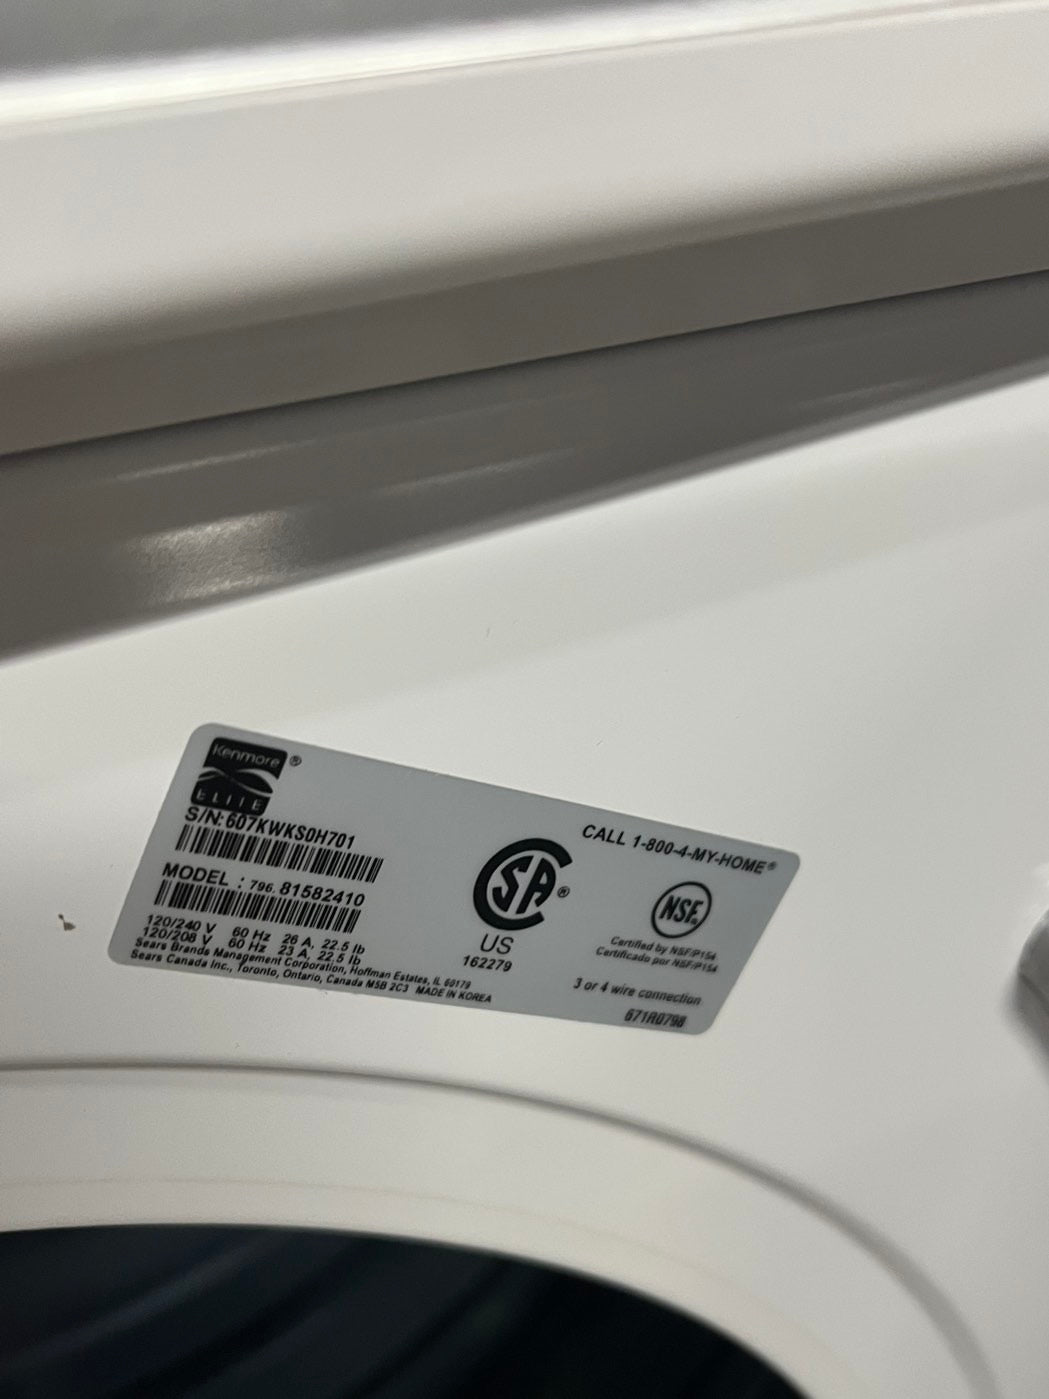 Kenmore ®
ELITE
S/N: 607KWKS0H701
MODEL : 796. 81582410
120/240 V 60 Hz 26 A, 22.5 lb
120/208 V 60 Hz 23 A, 22.5 lb
Sears Brands Management Corporation, Hoffman Estates, IL 60179
Sears Canada Inc., Toronto, Ontario, Canada M5B 2C3 MADE IN KOREA
SA ®
US
162279
CALL 1-800-4-MY-HOME®
NSF.
Certified by NSF/P154
Certificado por NSF/P154
3 or 4 wire connection
671R0798